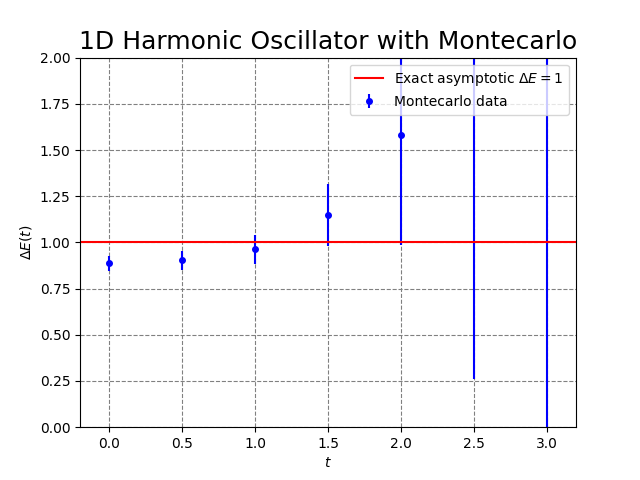 1D Harmonic Oscillator with Montecarlo
Exact asymptotic ΔE = 1
Montecarlo data
ΔE(t)
2.00
1.75
1.50
1.25
1.00
0.75
0.50
0.25
0.00
0.0 0.5 1.0 1.5 2.0 2.5 3.0
t